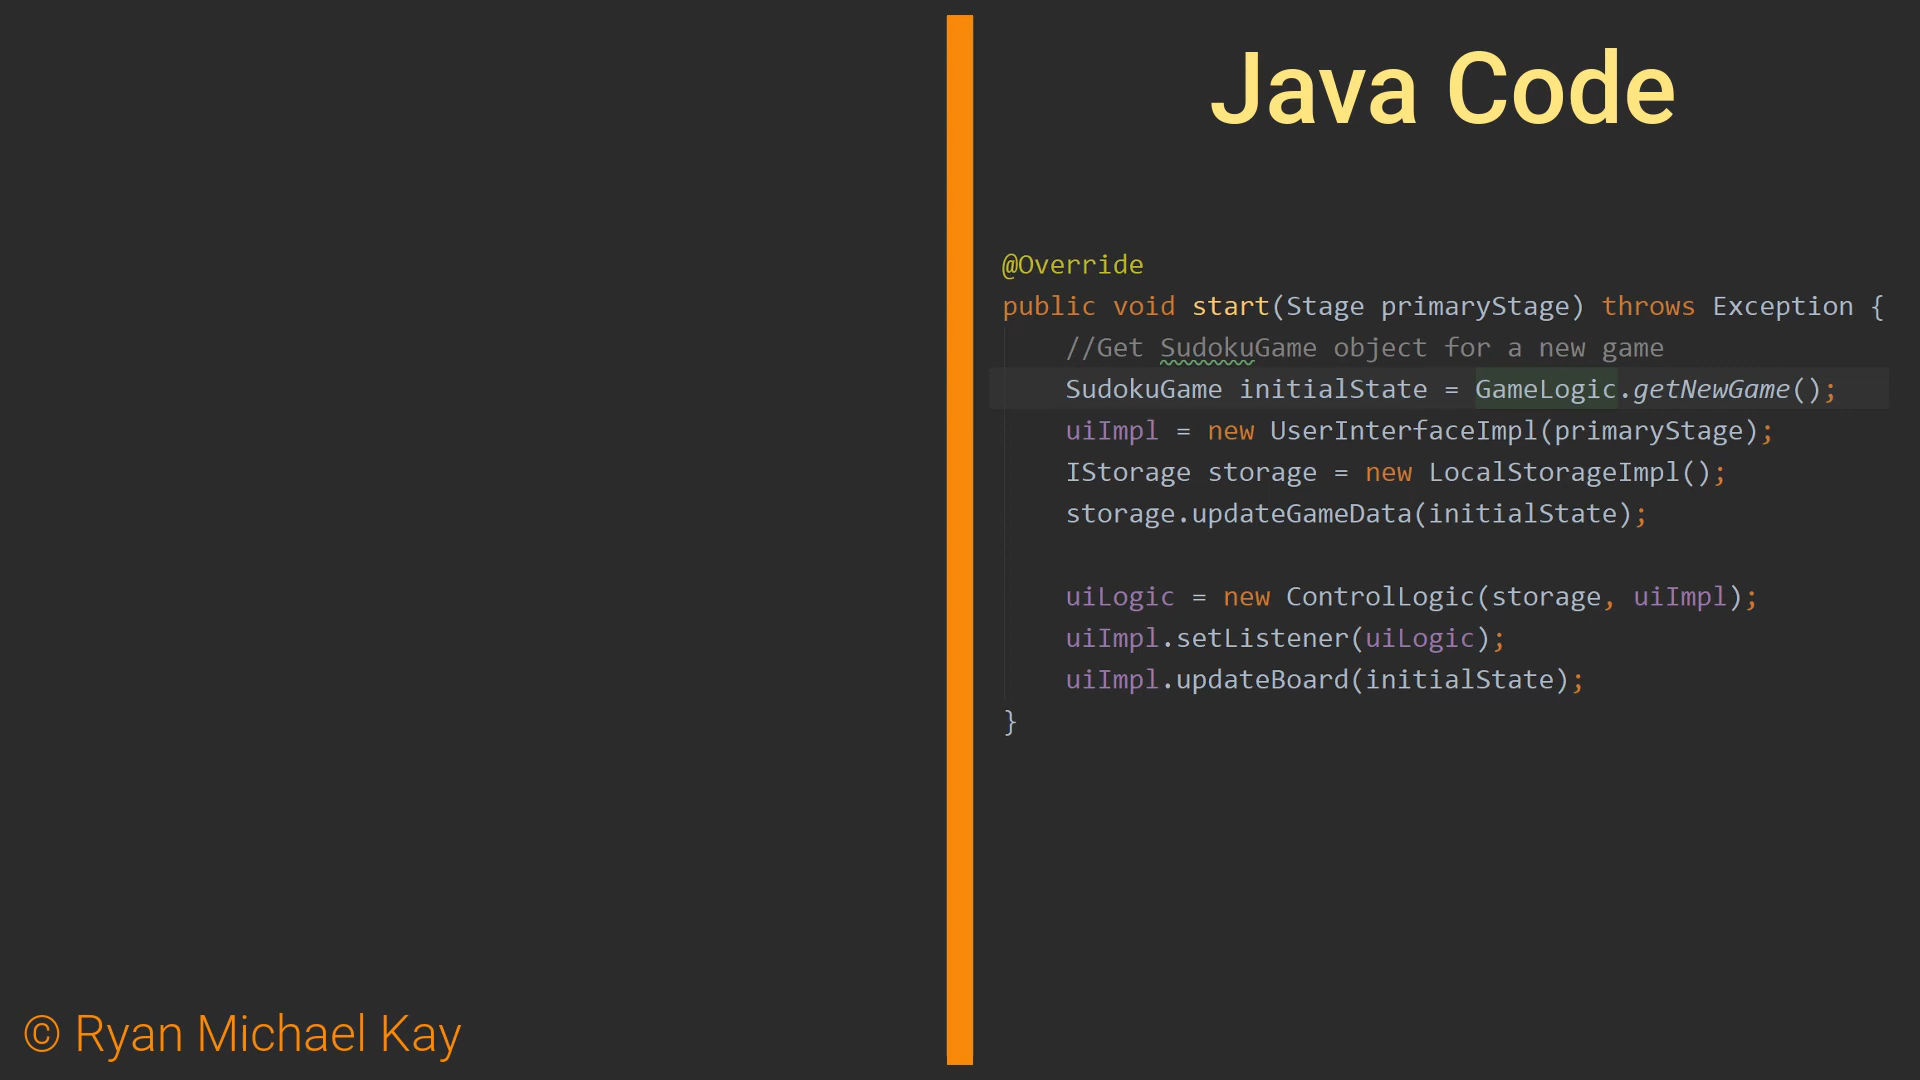 Java Code
@Override
public void start(Stage primaryStage) throws Exception {
//Get SudokuGame object for a new game
SudokuGame initialState = GameLogic.getNewGame();
uiImpl = new UserInterfaceImpl(primaryStage);
IStorage storage = new LocalStorageImpl();
storage.updateGameData(initialState);
uiLogic = new ControlLogic(storage, uiImpl);
uiImpl.setListener(uiLogic);
uiImpl.updateBoard(initialState);
}
© Ryan Michael Kay